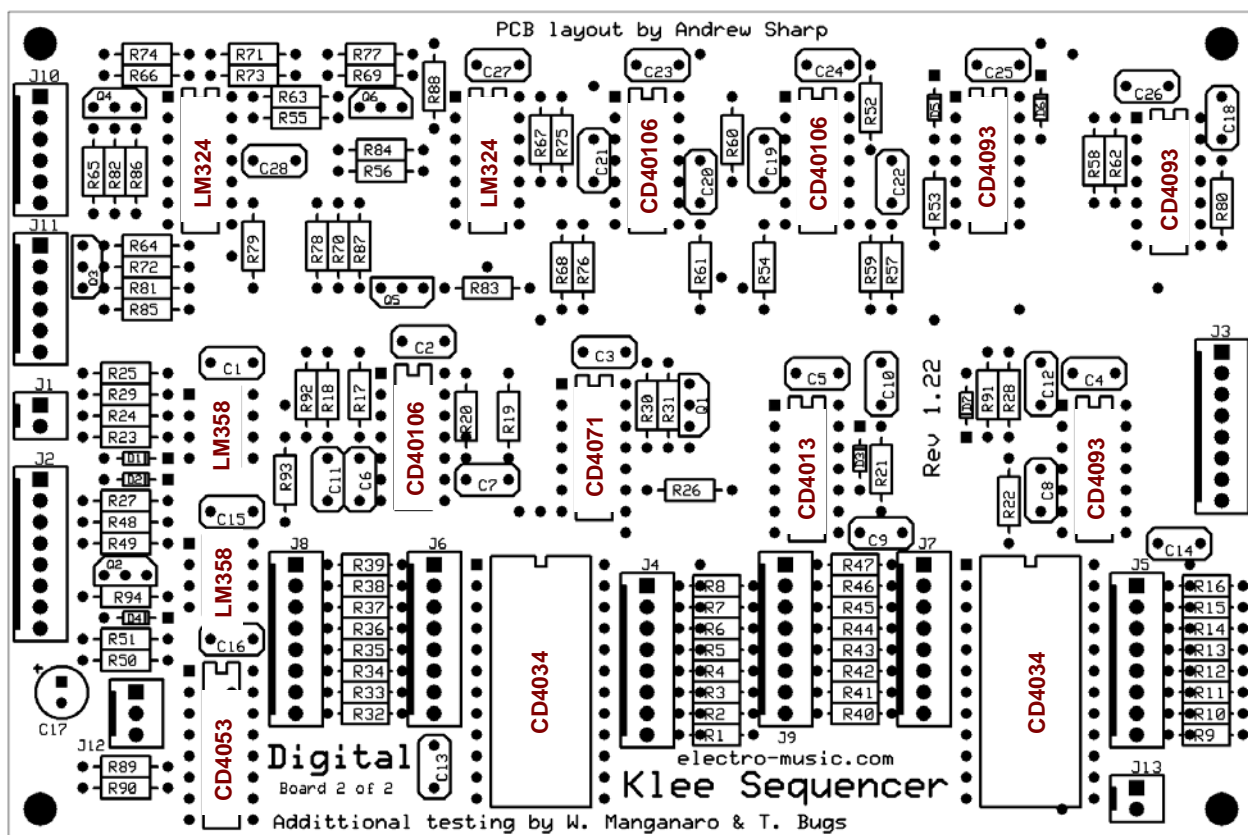 PCB layout by Andrew Sharp
R74 R71 R77
R66 R73 R69 R88
C27 C23 C24 C25 C26 C18
J10
Q4 R63 Q6 R52 D5 D6
R55
R65 R82 R86 LM324 C28 R84 LM324 R67 R75 C21 CD40106 C20 R60 C19 CD40106 C22 CD4093 R58 R62 CD4093
R56
R53 R80
J11
Q3 R64 R79 R78 R70 R87 R68 R76 R61 R54 R59 R57
R72
R81 Q5 R83
R85
J3
C1 C2 C3 C5 C10 Rev 1.22 C12 C4
J1
R25 R92 R18 R17 R20 R19 R30 R31 Q1 D7 R91 R28
R29
R24 LM358 CD40106 CD4071 CD4013 CD4093
R23
D1 R93 C11 C6 C7 D3 R21
J2
D2 R26 R22 C8
R27
R48 C15
R49 C9 C14
Q2 LM358 J8 J6 J4 J7 J5
R94 R39 R47
D4 R38 R8 R46 R16
R51 R37 R7 R45 R15
R50 C16 R36 R6 R44 R14
R35 R5 R43 R13
R34 R4 R42 R12
R33 R3 R41 R11
R32 R2 R40 R10
R1 R9
+
C17 J12 CD4053 CD4034 J9 CD4034
R89 Digital C13 electro-music.com J13
R90 Board 2 of 2 Klee Sequencer
Addittional testing by W. Manganaro & T. Bugs